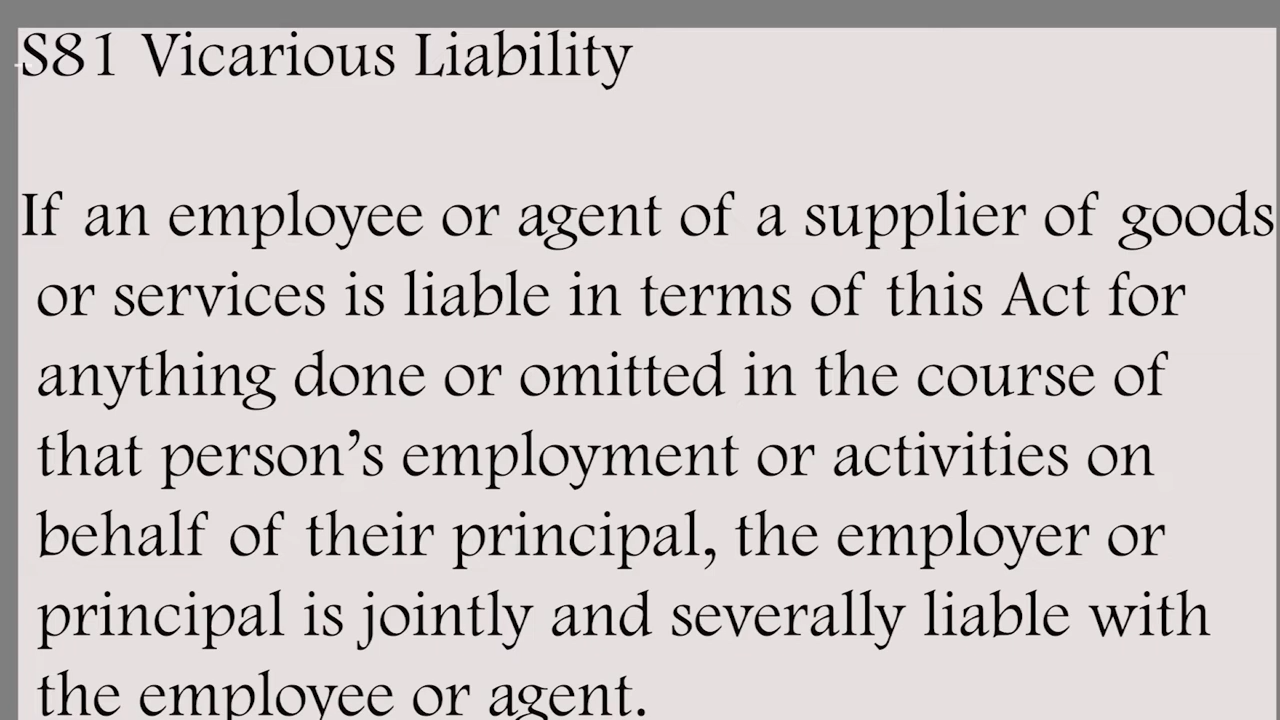 S81 Vicarious Liability
If an employee or agent of a supplier of goods
or services is liable in terms of this Act for
anything done or omitted in the course of
that person’s employment or activities on
behalf of their principal, the employer or
principal is jointly and severally liable with
the employee or agent.